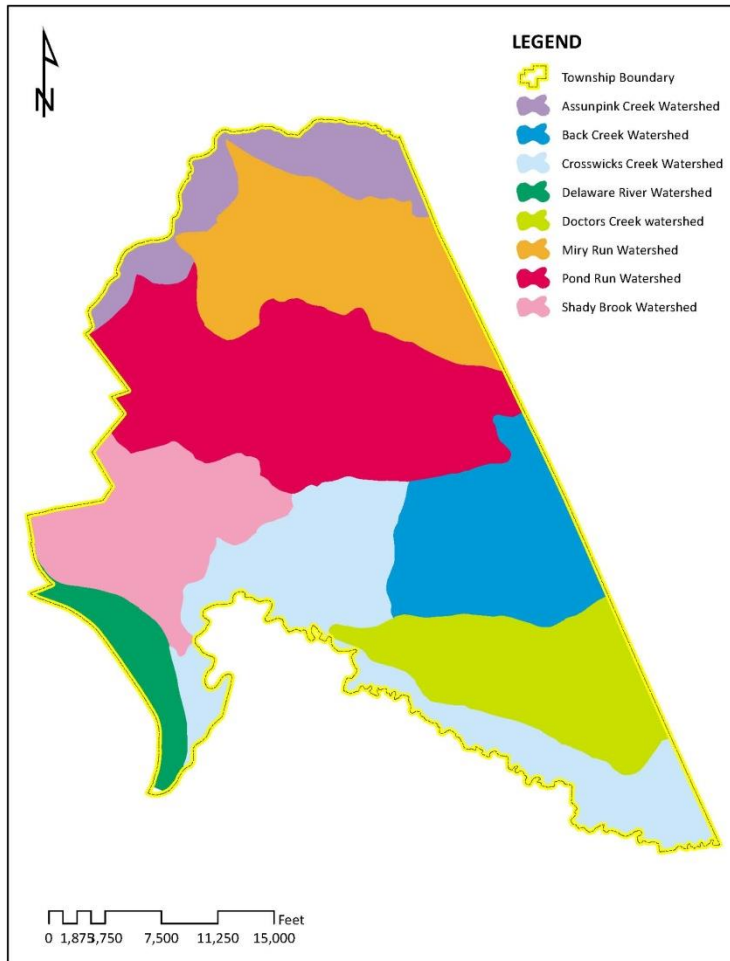 N
LEGEND
Township Boundary
Assunpink Creek Watershed
Back Creek Watershed
Crosswicks Creek Watershed
Delaware River Watershed
Doctors Creek watershed
Miry Run Watershed
Pond Run Watershed
Shady Brook Watershed
Feet
0 1,875 3,750 7,500 11,250 15,000